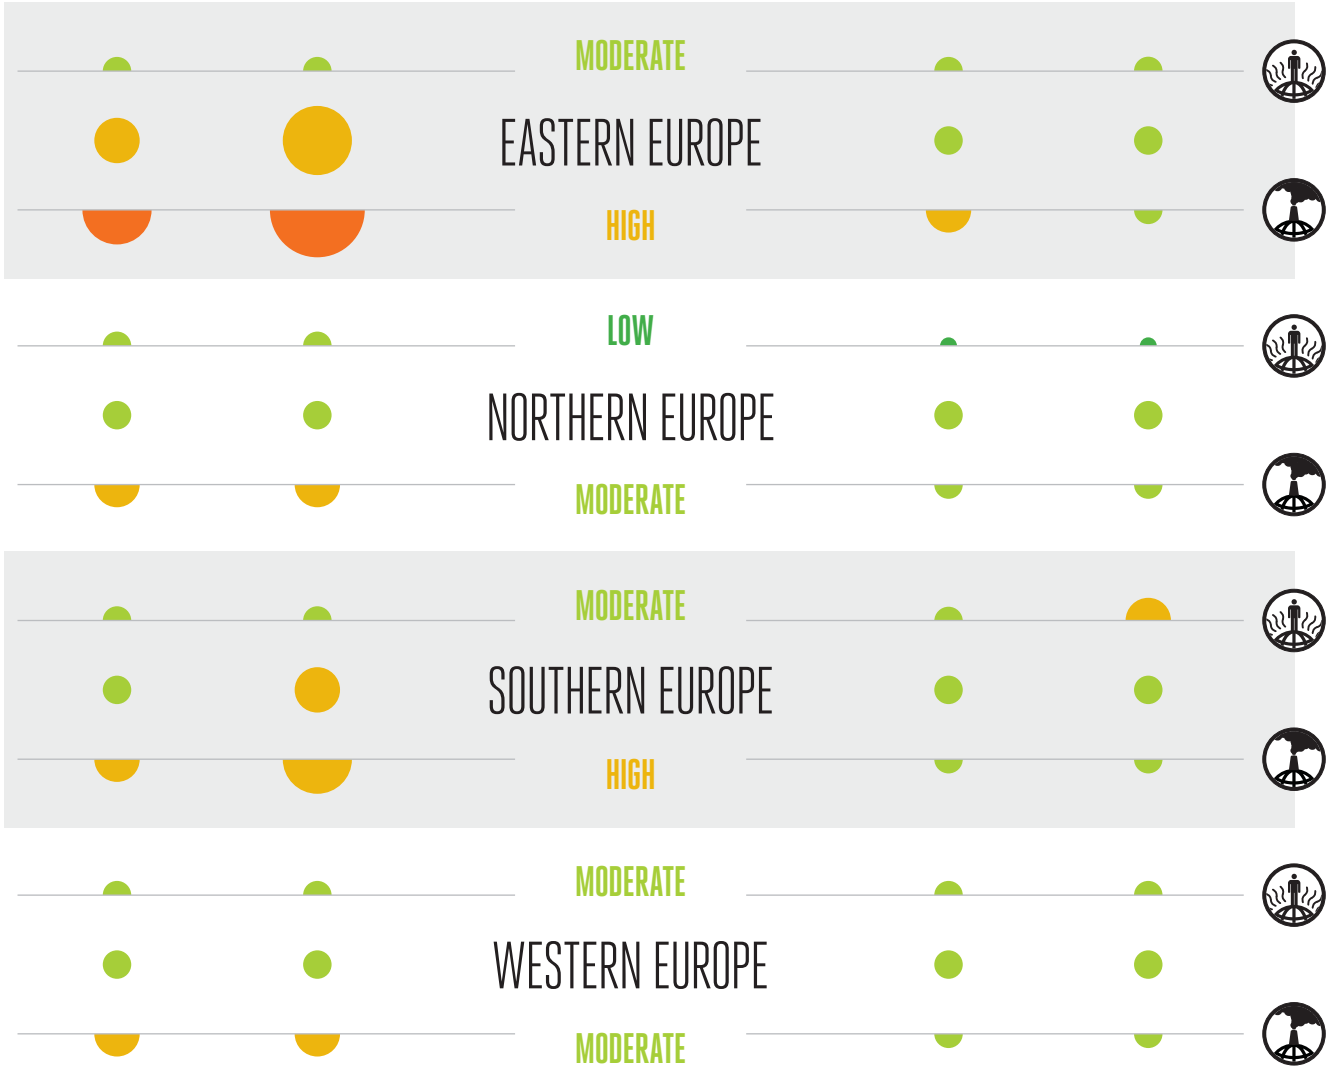 MODERATE
EASTERN EUROPE
HIGH
LOW
NORTHERN EUROPE
MODERATE
MODERATE
SOUTHERN EUROPE
HIGH
MODERATE
WESTERN EUROPE
MODERATE